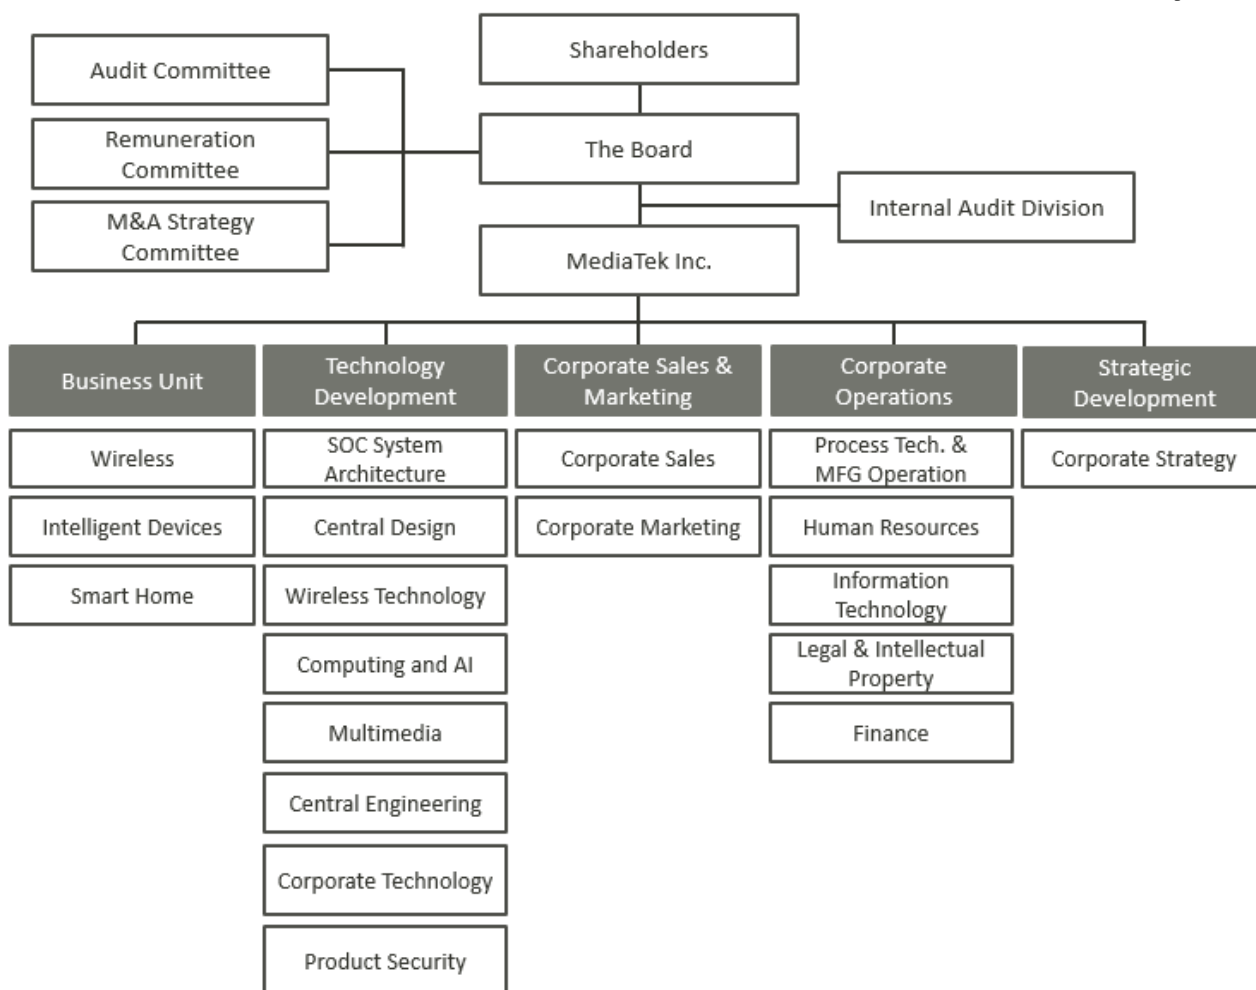 Shareholders
Audit Committee
Remuneration
Committee
M&A Strategy
Committee
The Board
Internal Audit Division
MediaTek Inc.
Business Unit
Wireless
Intelligent Devices
Smart Home
Technology
Development
SOC System
Architecture
Central Design
Wireless Technology
Computing and AI
Multimedia
Central Engineering
Corporate Technology
Product Security
Corporate Sales &
Marketing
Corporate Sales
Corporate Marketing
Corporate
Operations
Process Tech. &
MFG Operation
Human Resources
Information
Technology
Legal & Intellectual
Property
Finance
Strategic
Development
Corporate Strategy